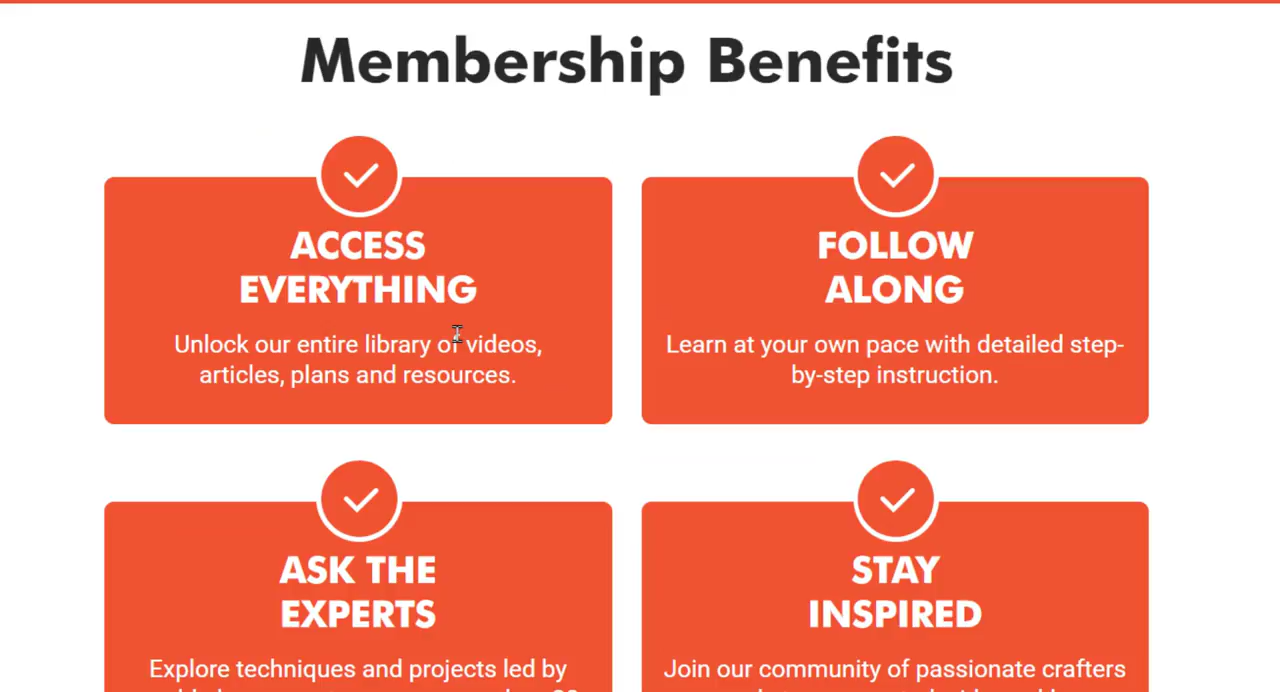 Membership Benefits
ACCESS
EVERYTHING
Unlock our entire library of videos,
articles, plans and resources.
FOLLOW
ALONG
Learn at your own pace with detailed step-
by-step instruction.
ASK THE
EXPERTS
Explore techniques and projects led by
STAY
INSPIRED
Join our community of passionate crafters